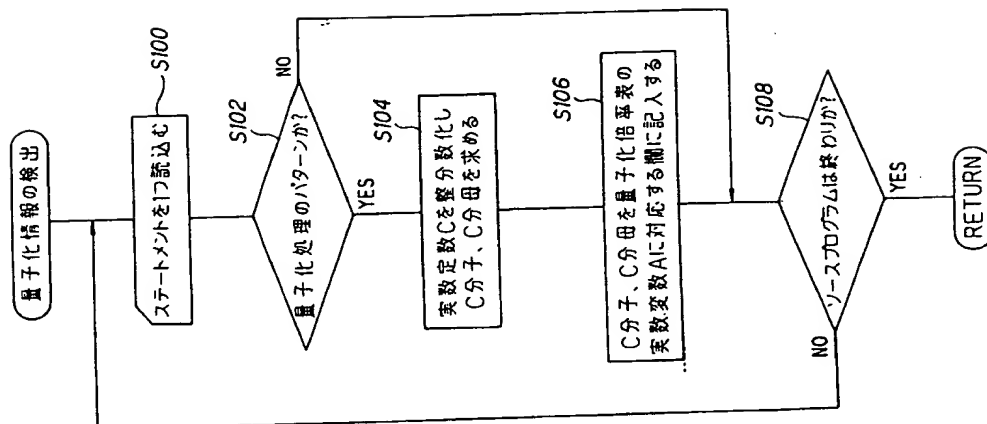 量子化情報の検出
S100
ステートメントを1つ読込む
S102
量子化処理のパターンか?
NO
YES
S104
実数定数Cを整分数化し
C分子、C分母を求める
S106
C分子、C分母を量子化倍率表の
実数変数Aに対応する欄に記入する
S108
ソースプログラムは終わりか?
NO
YES
RETURN